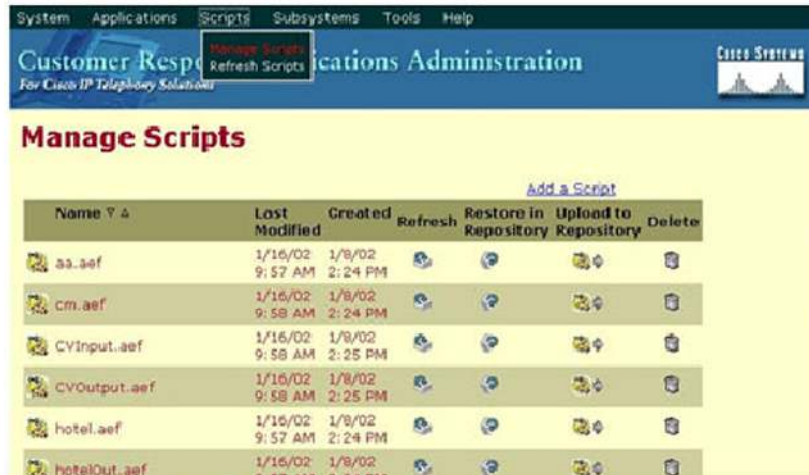 System Applications Scripts Subsystems Tools Help
Manage Scripts
Refresh Scripts
Customer Resp ications Administration
For Cisco IP Telephony Solutions
CISCO SYSTEMS
Manage Scripts
Add a Script
Name Last Modified Created Refresh Restore in Repository Upload to Repository Delete
aa.aef 1/16/02 9:57 AM 1/8/02 2:24 PM
cm.aef 1/16/02 9:58 AM 1/8/02 2:24 PM
CVInput.aef 1/16/02 9:58 AM 1/8/02 2:25 PM
CVOutput.aef 1/16/02 9:58 AM 1/8/02 2:25 PM
hotel.aef 1/16/02 9:57 AM 1/8/02 2:24 PM
hotelOut.aef 1/16/02 1/8/02